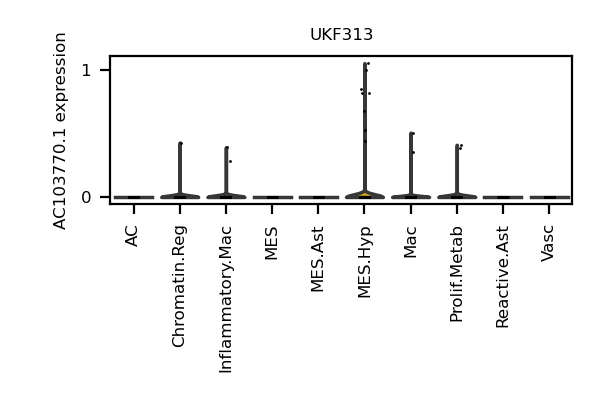 UKF313
AC103770.1 expression
1
0
AC
Chromatin.Reg
Inflammatory.Mac
MES
MES.Ast
MES.Hyp
Mac
Prolif.Metab
Reactive.Ast
Vasc